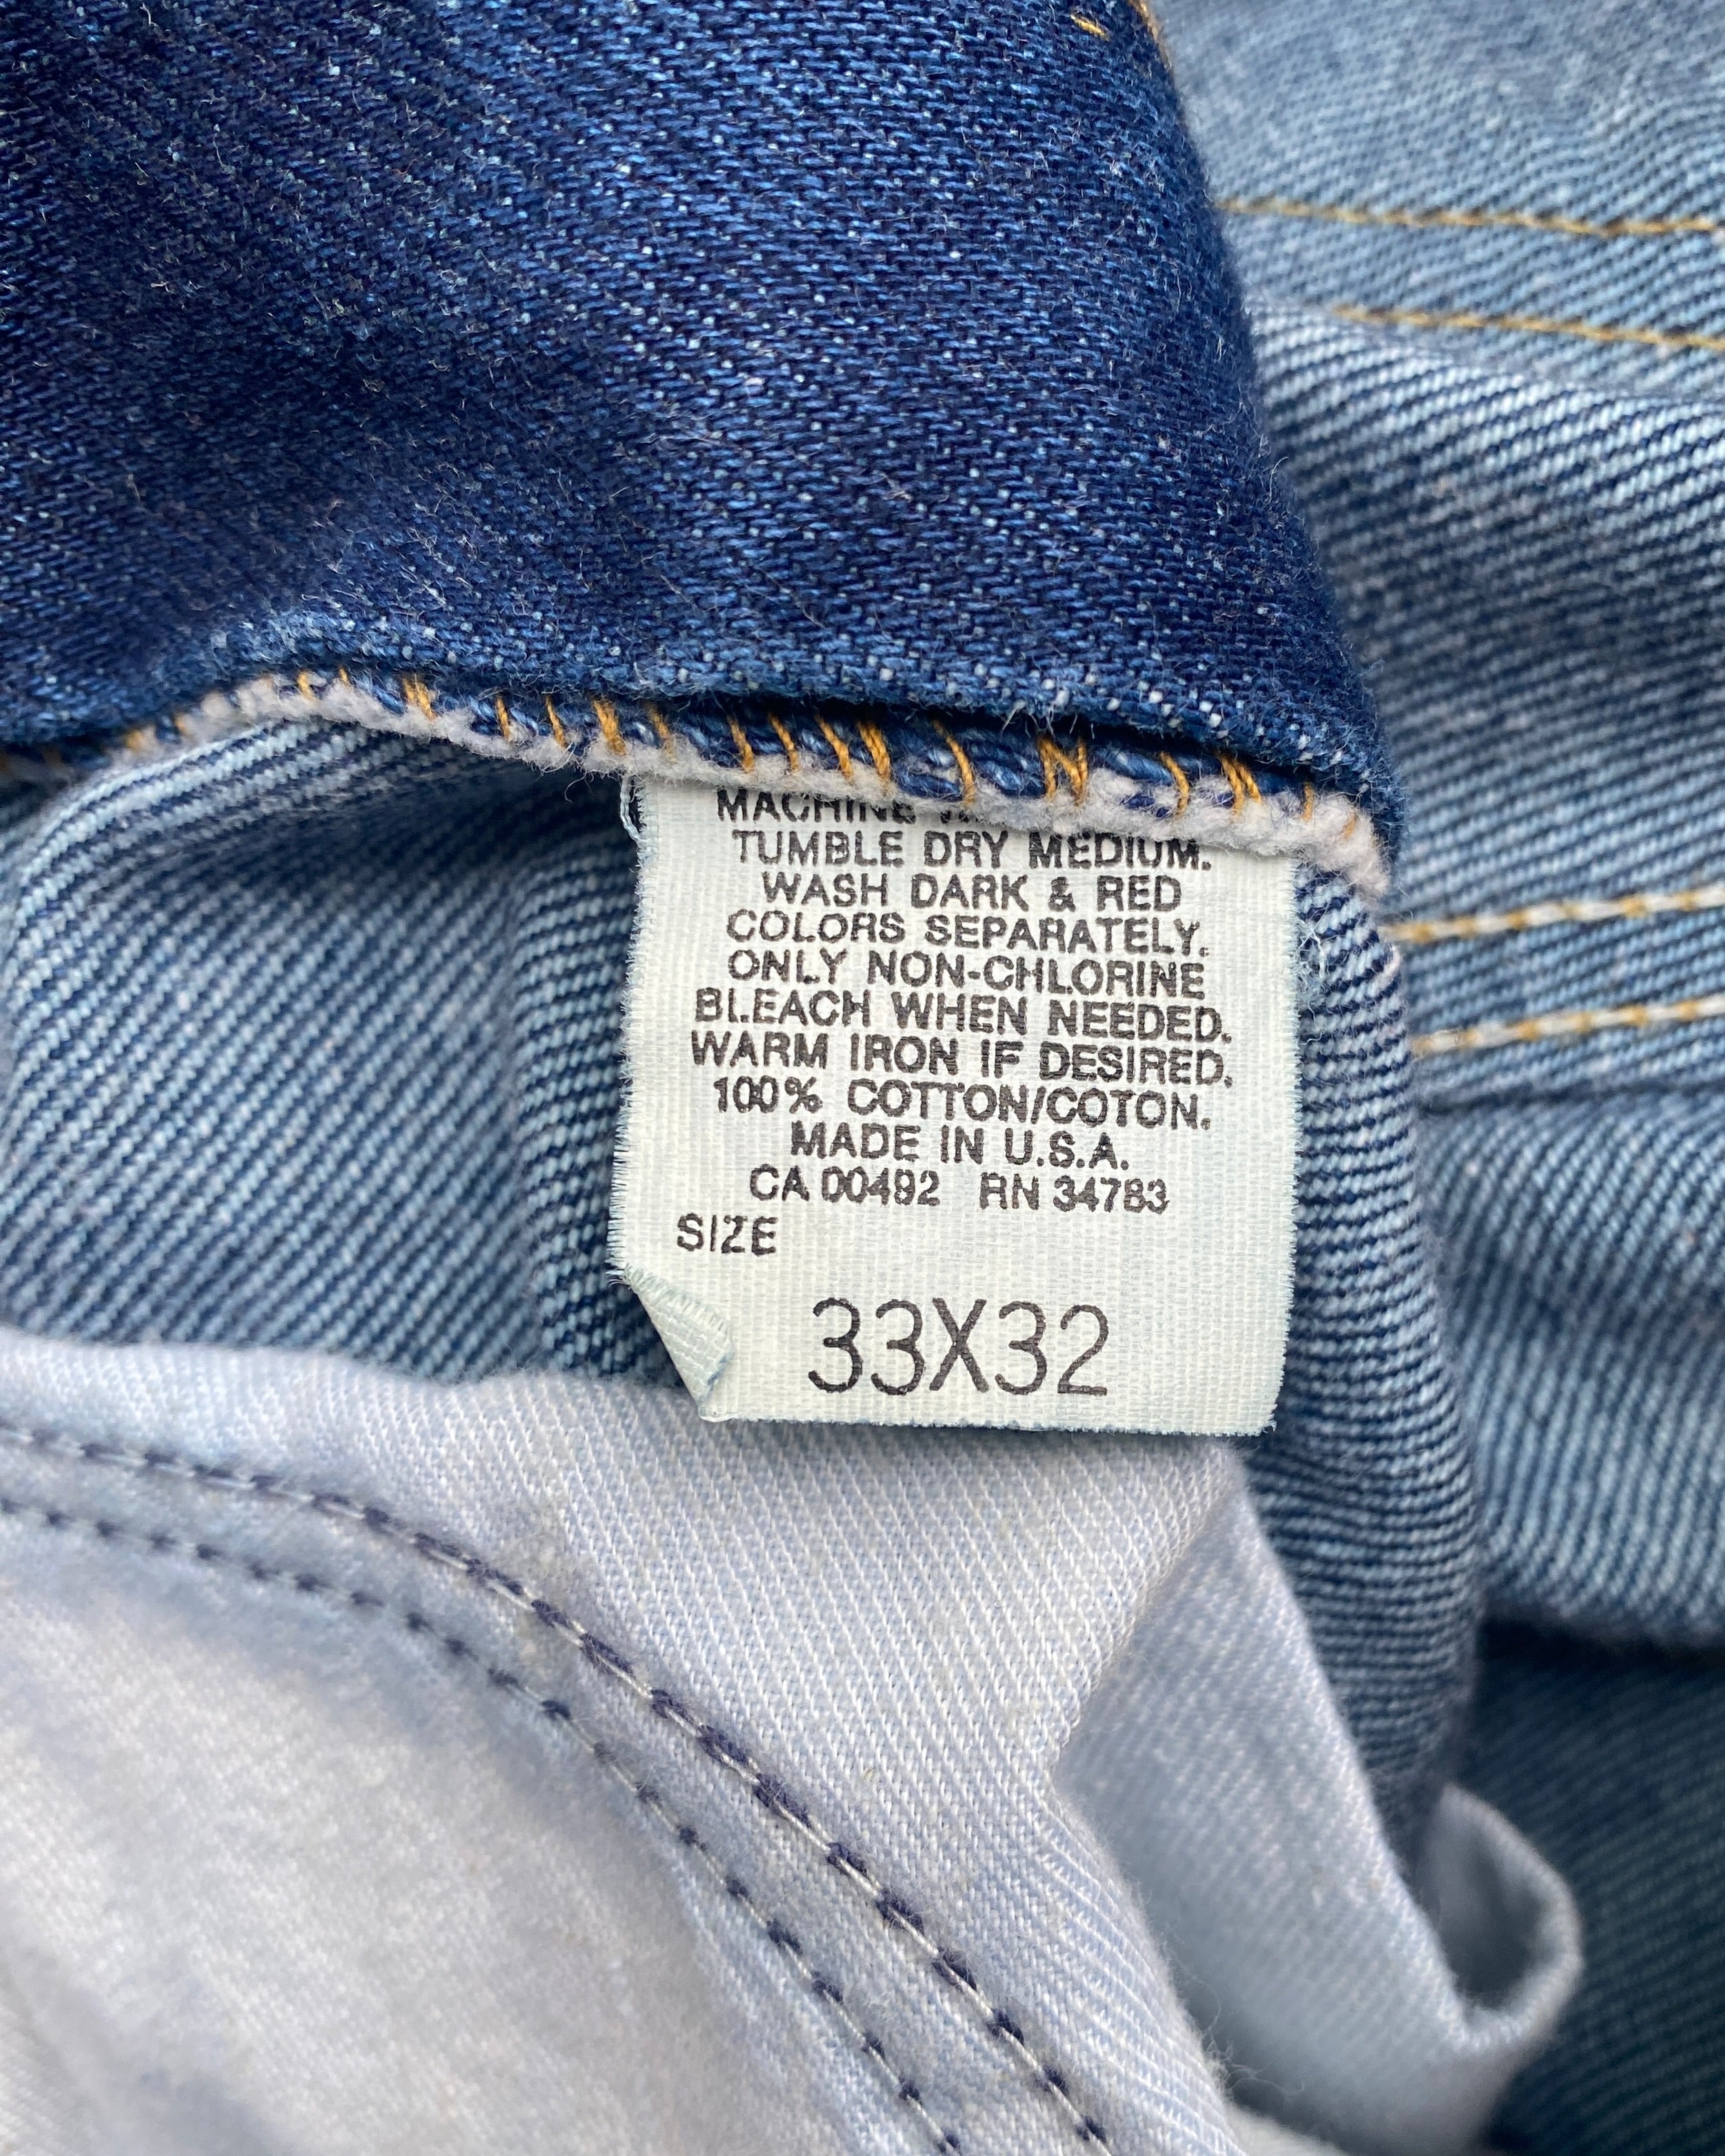 MACHINE
TUMBLE DRY MEDIUM.
WASH DARK & RED
COLORS SEPARATELY.
ONLY NON-CHLORINE
BLEACH WHEN NEEDED.
WARM IRON IF DESIRED.
100% COTTON/COTON.
MADE IN U.S.A.
CA 00492 RN 34783
SIZE
33X32